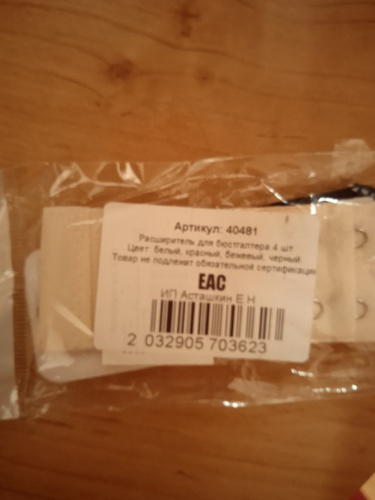 Артикул: 40481
Расширитель для бюстгалтера 4 шт
Цвет: белый, красный, бежевый, черный.
Товар не подлежит обязательной сертификации
EAC
ИП Асташкин Е.Н
2 032905 703623